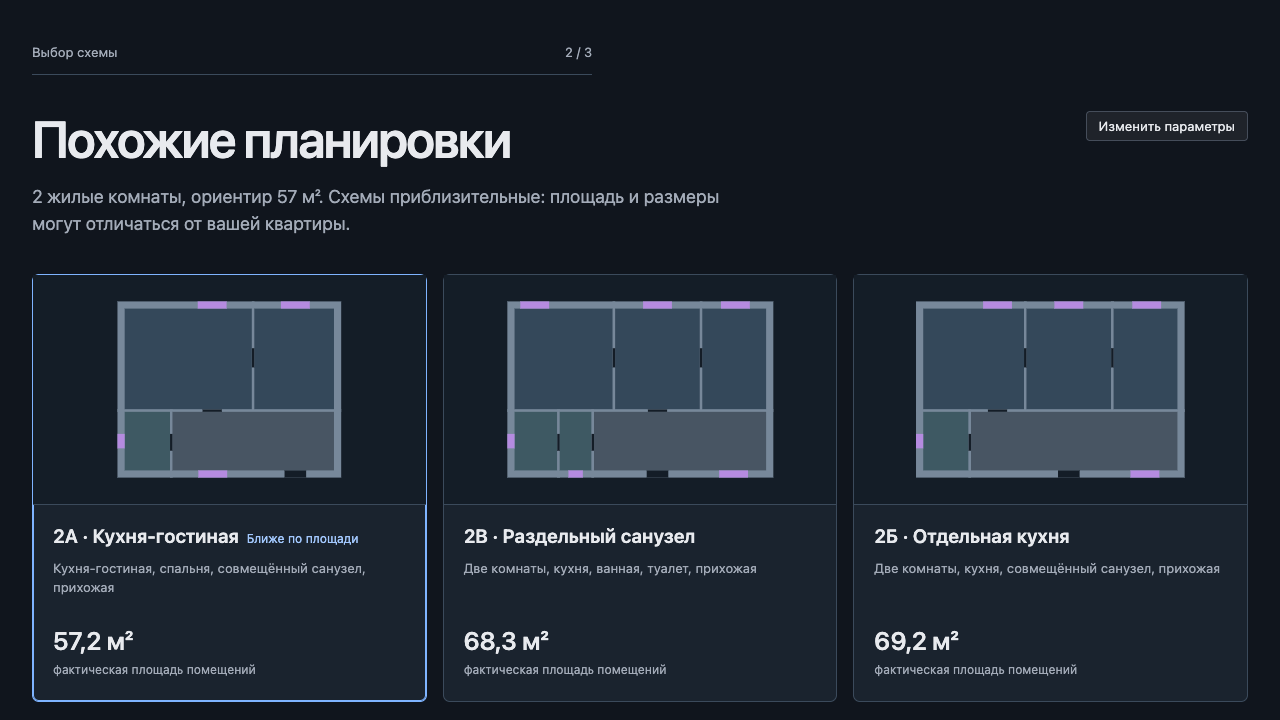 Выбор схемы
2 / 3
Похожие планировки
Изменить параметры
2 жилые комнаты, ориентир 57 м². Схемы приблизительные: площадь и размеры
могут отличаться от вашей квартиры.
2А · Кухня-гостиная Ближе по площади
Кухня-гостиная, спальня, совмещённый санузел,
прихожая
57,2 м²
фактическая площадь помещений
2В · Раздельный санузел
Две комнаты, кухня, ванная, туалет, прихожая
68,3 м²
фактическая площадь помещений
2Б · Отдельная кухня
Две комнаты, кухня, совмещённый санузел, прихожая
69,2 м²
фактическая площадь помещений